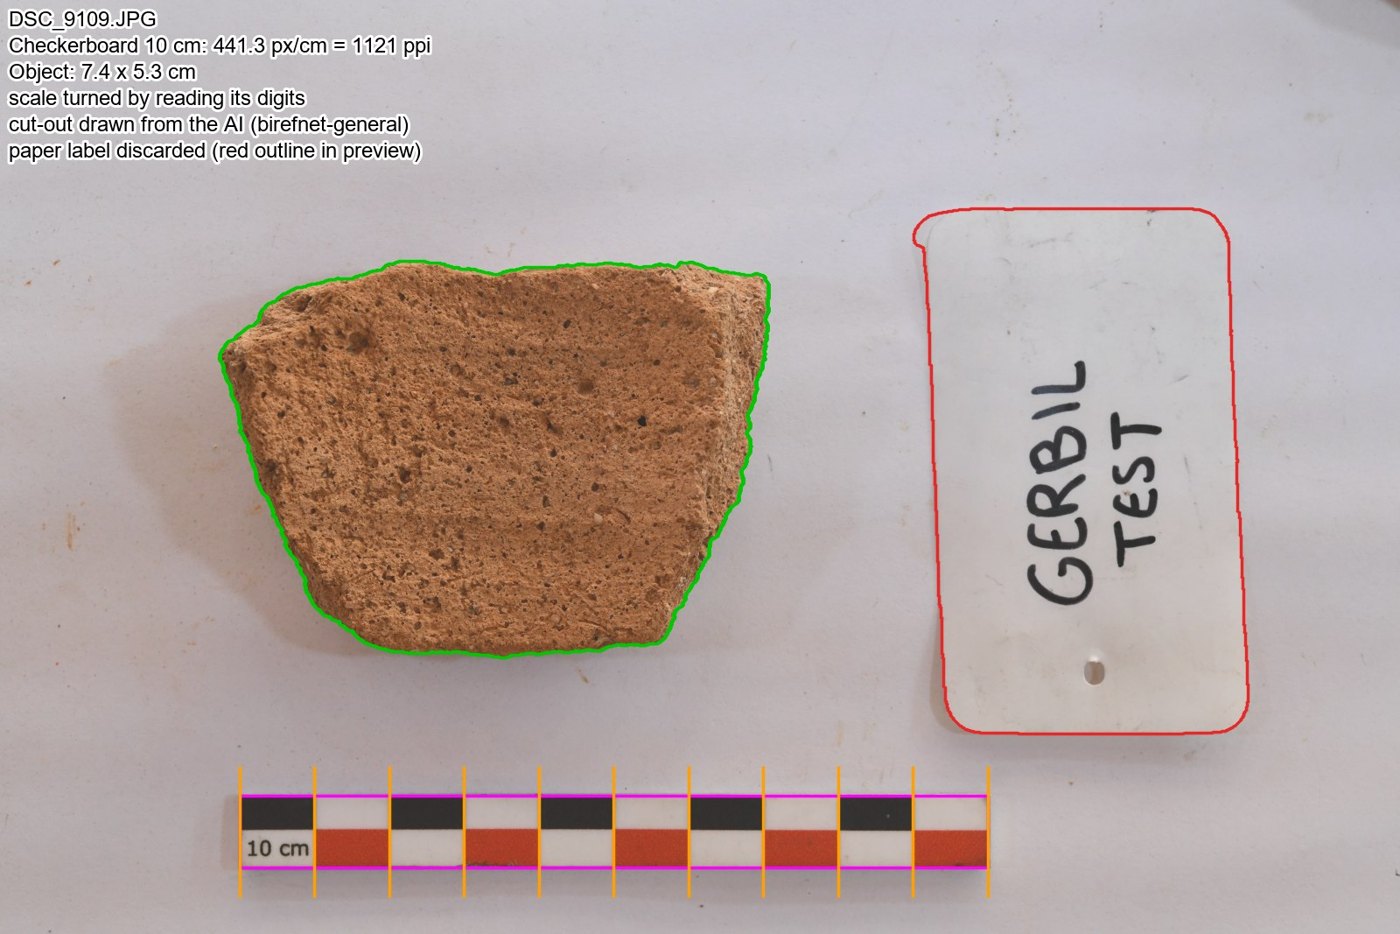 DSC_9109.JPG
Checkerboard 10 cm: 441.3 px/cm = 1121 ppi
Object: 7.4 x 5.3 cm
scale turned by reading its digits
cut-out drawn from the AI (birefnet-general)
paper label discarded (red outline in preview)
GERBIL
TEST
10 cm